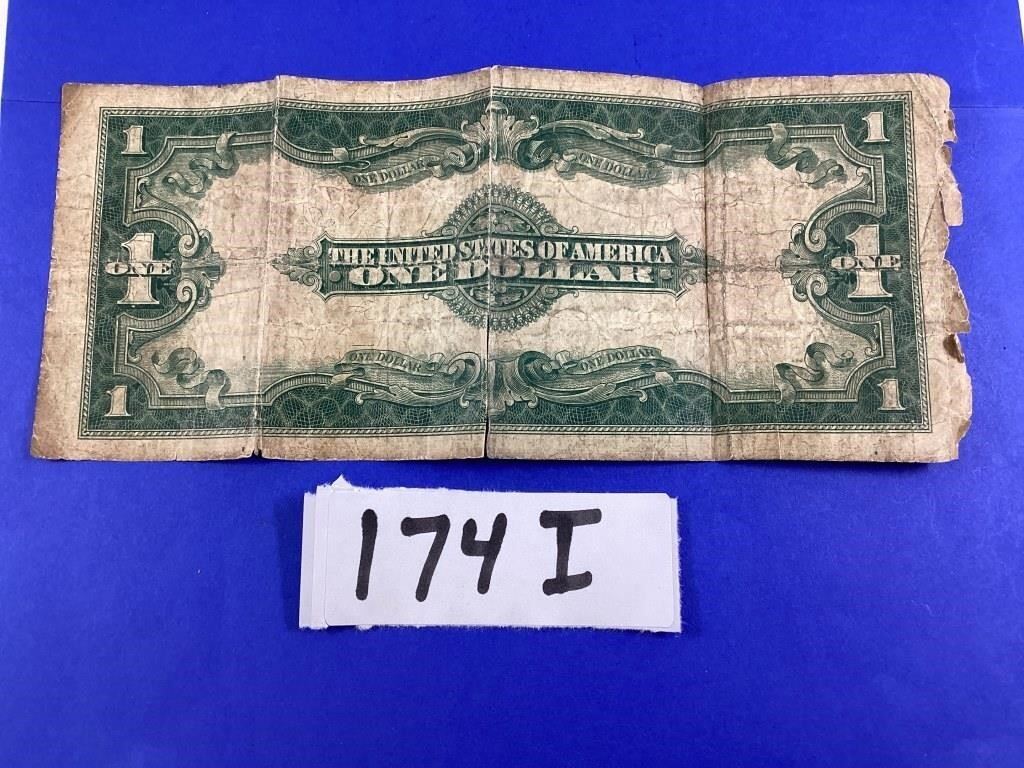 1 1
ONE DOLLAR ONE DOLLAR
THE UNITED STATES OF AMERICA
1 ONE ONE DOLLAR 1 ONE
ONE DOLLAR ONE DOLLAR
1 1
174 I